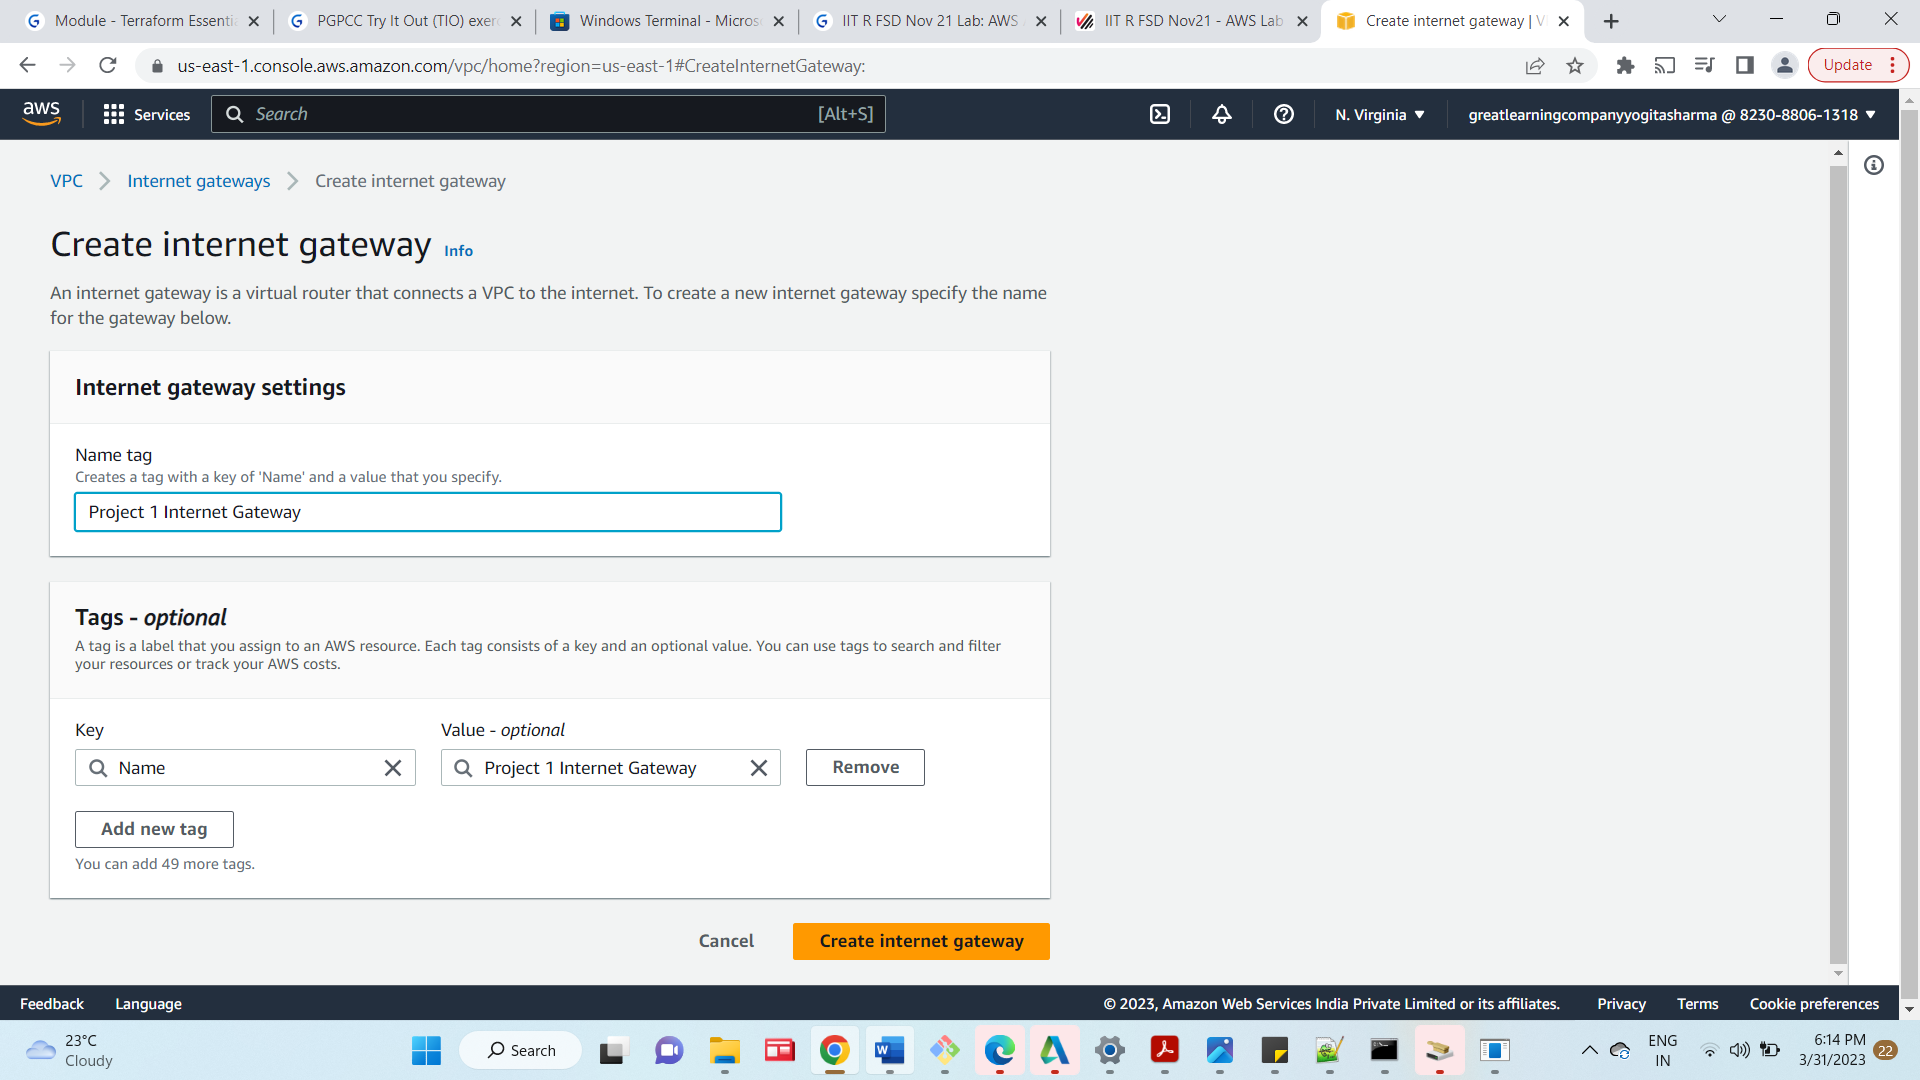 Module - Terraform Essenti
PGPCC Try It Out (TIO) exer
Windows Terminal - Micros
IIT R FSD Nov 21 Lab: AWS
IIT R FSD Nov21 - AWS Lab
Create internet gateway | V
us-east-1.console.aws.amazon.com/vpc/home?region=us-east-1#CreateInternetGateway:
Update
aws
Services
Search
[Alt+S]
N. Virginia
greatlearningcompanyyogitasharma @ 8230-8806-1318
VPC
Internet gateways
Create internet gateway
Create internet gateway Info
An internet gateway is a virtual router that connects a VPC to the internet. To create a new internet gateway specify the name
for the gateway below.
Internet gateway settings
Name tag
Creates a tag with a key of 'Name' and a value that you specify.
Project 1 Internet Gateway
Tags - optional
A tag is a label that you assign to an AWS resource. Each tag consists of a key and an optional value. You can use tags to search and filter
your resources or track your AWS costs.
Key
Value - optional
Name
Project 1 Internet Gateway
Remove
Add new tag
You can add 49 more tags.
Cancel
Create internet gateway
Feedback
Language
© 2023, Amazon Web Services India Private Limited or its affiliates.
Privacy
Terms
Cookie preferences
23°C
Cloudy
Search
ENG
IN
6:14 PM
3/31/2023
22